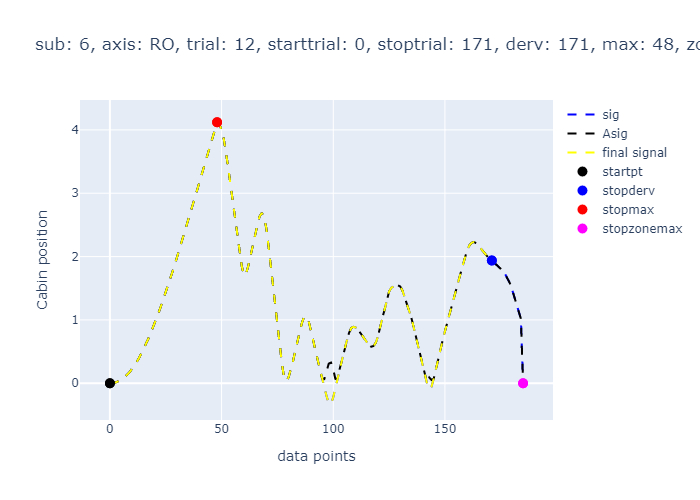 sub: 6, axis: RO, trial: 12, starttrial: 0, stoptrial: 171, derv: 171, max: 48,
sig
Asig
final signal
startpt
stopderv
stopmax
stopzonemax
Cabin position
4
3
2
1
0
0
50
100
150
data points